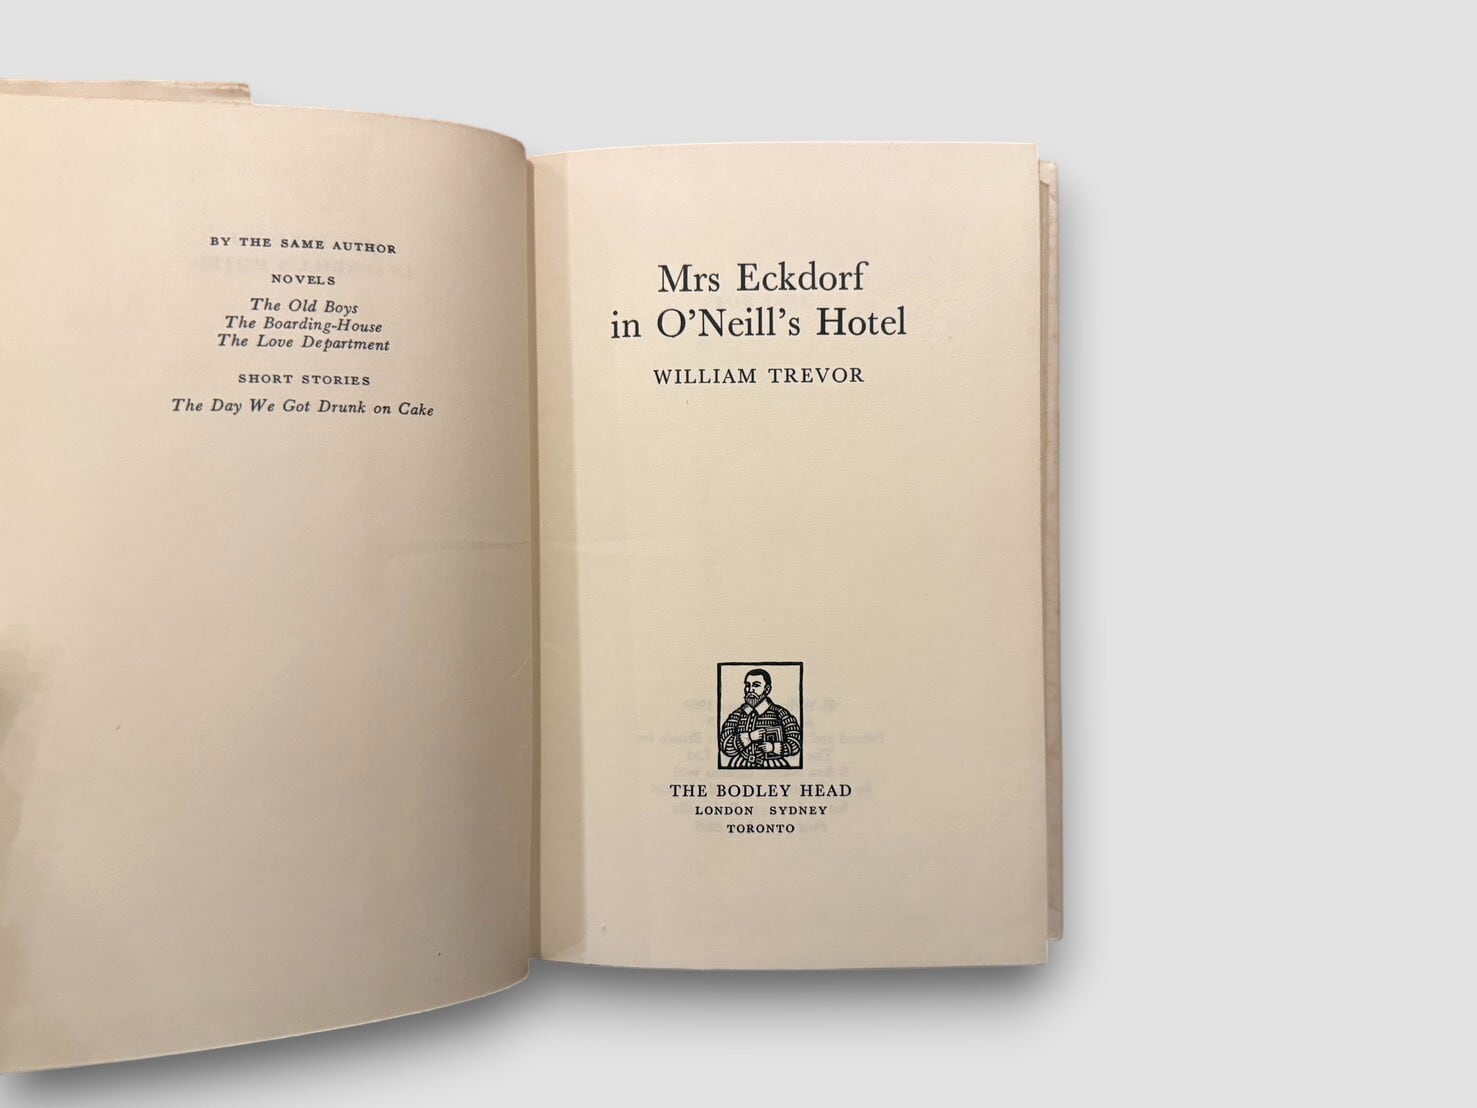 BY THE SAME AUTHOR
NOVELS
The Old Boys
The Boarding-House
The Love Department
SHORT STORIES
The Day We Got Drunk on Cake
Mrs Eckdorf
in O'Neill's Hotel
WILLIAM TREVOR
THE BODLEY HEAD
LONDON SYDNEY
TORONTO